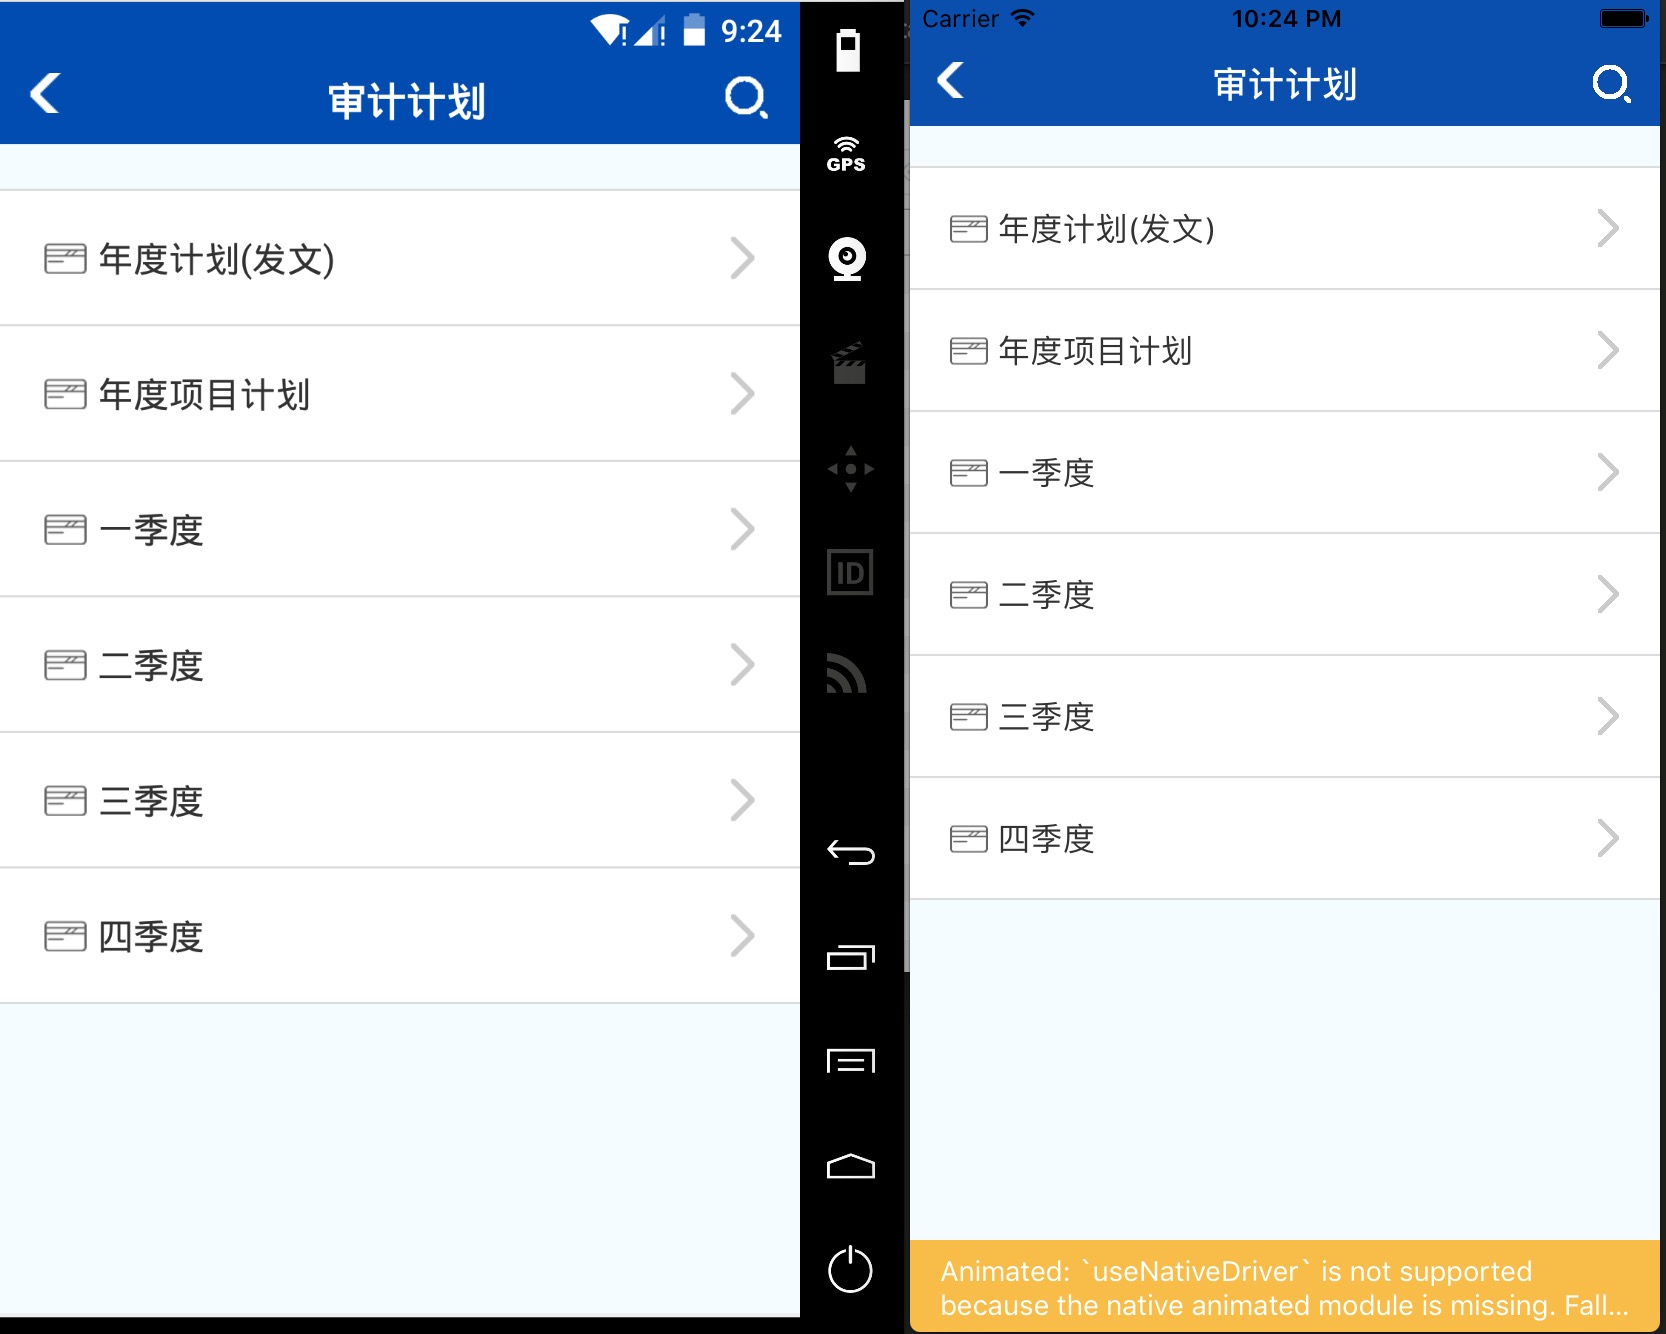 9:24
审计计划
年度计划(发文)
年度项目计划
一季度
二季度
三季度
四季度
GPS
ID
Carrier 10:24 PM
审计计划
年度计划(发文)
年度项目计划
一季度
二季度
三季度
四季度
Animated: `useNativeDriver` is not supported
because the native animated module is missing. Fall...